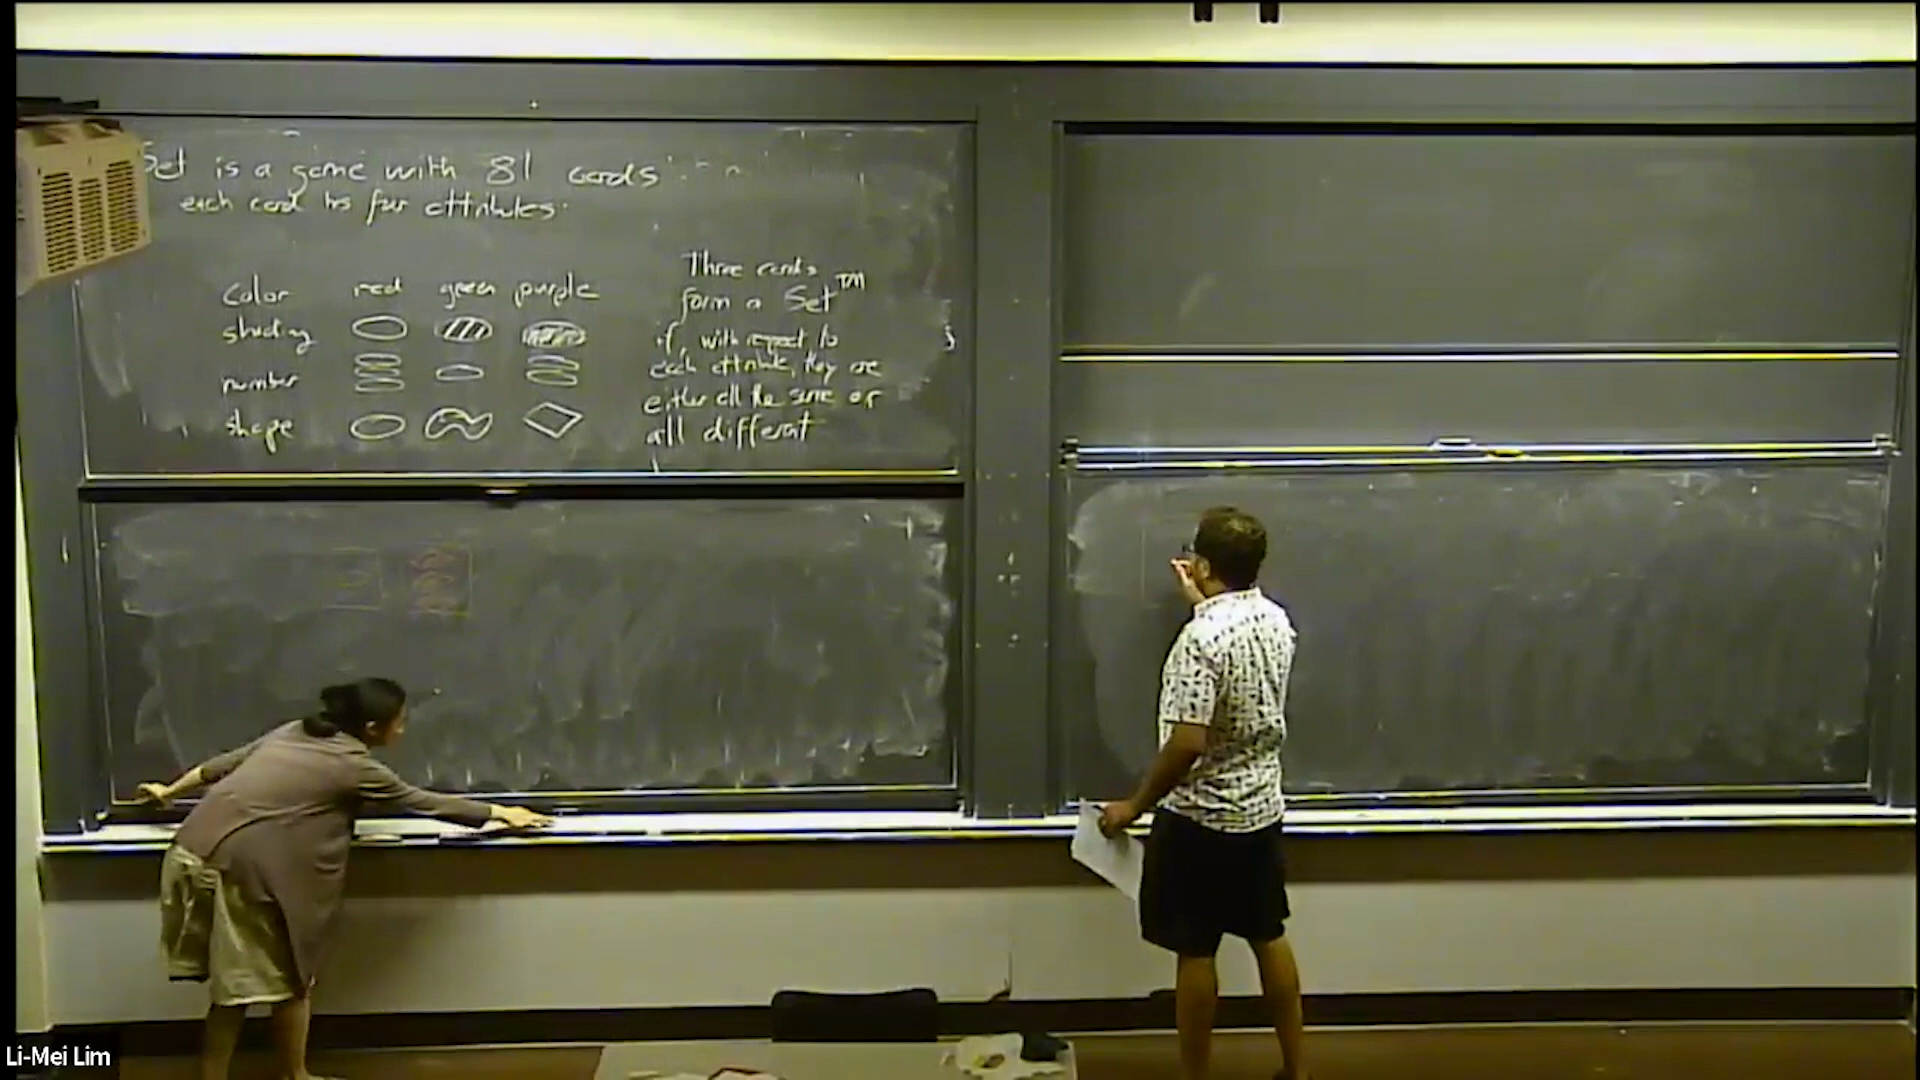 Set is a game with 81 cards
each card has four attributes.
Color red green purple
shading
number
shape
Three cards
form a Set™
if, with respect to
each attribute, they are
either all the same or
all different
Li-Mei Lim